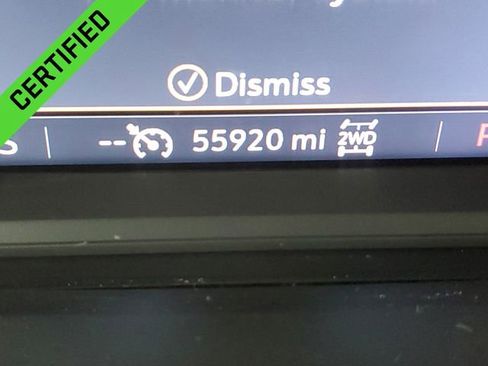 CERTIFIED
Dismiss
S -- 55920 mi 2WD